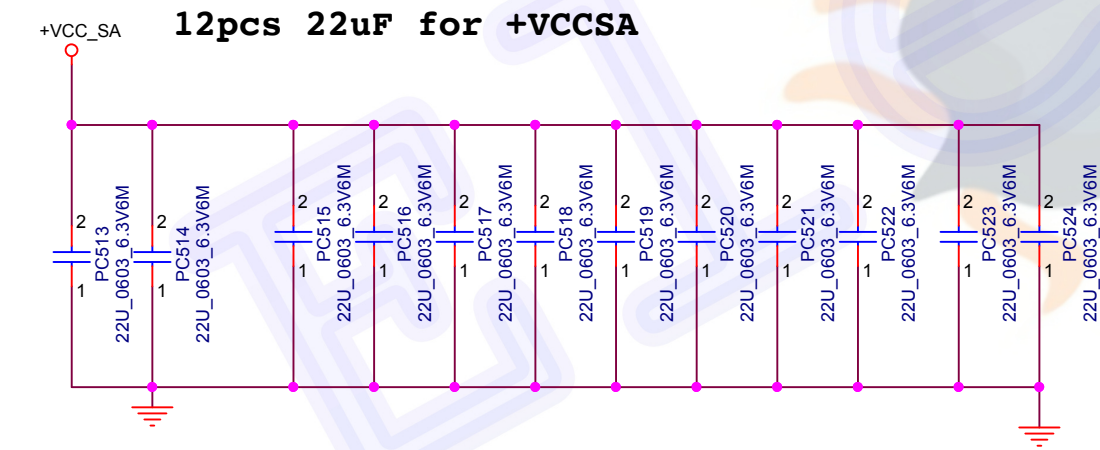 12pcs 22uF for +VCCSA
+VCC_SA
2
1
PC513
22U_0603_6.3V6M
2
1
PC514
22U_0603_6.3V6M
2
1
PC515
22U_0603_6.3V6M
2
1
PC516
22U_0603_6.3V6M
2
1
PC517
22U_0603_6.3V6M
2
1
PC518
22U_0603_6.3V6M
2
1
PC519
22U_0603_6.3V6M
2
1
PC520
22U_0603_6.3V6M
2
1
PC521
22U_0603_6.3V6M
2
1
PC522
22U_0603_6.3V6M
2
1
PC523
22U_0603_6.3V6M
2
1
PC524
22U_0603_6.3V6M